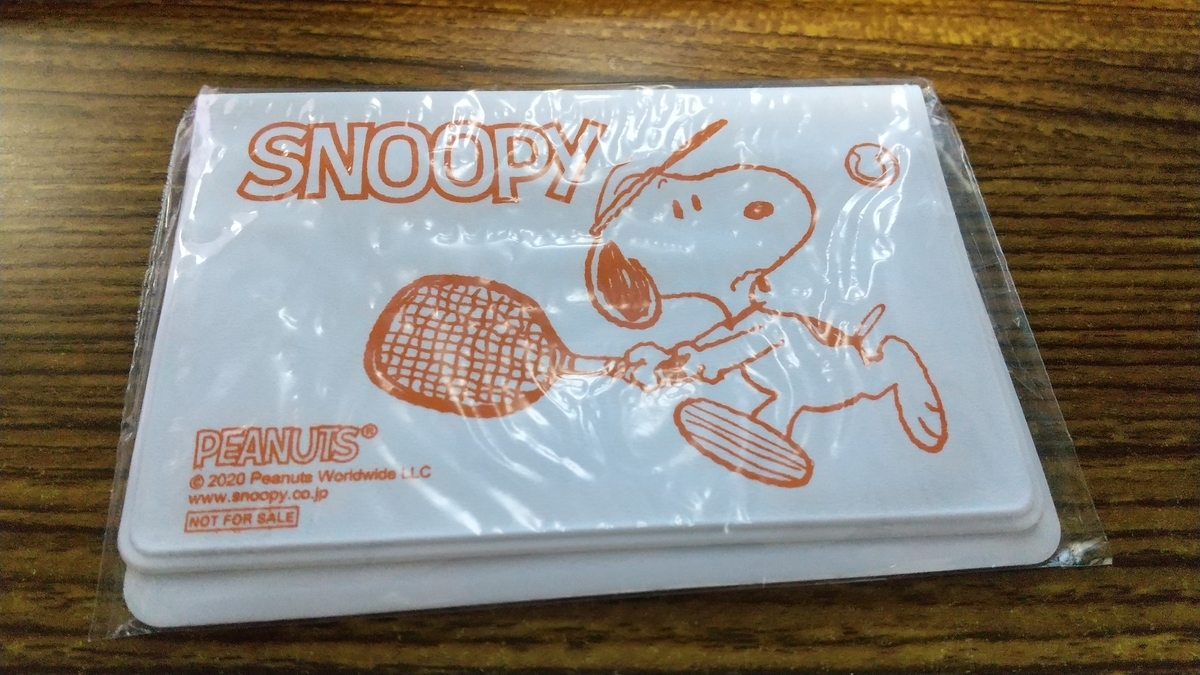 SNOOPY
PEANUTS®
© 2020 Peanuts Worldwide LLC
www.snoopy.co.jp
NOT FOR SALE